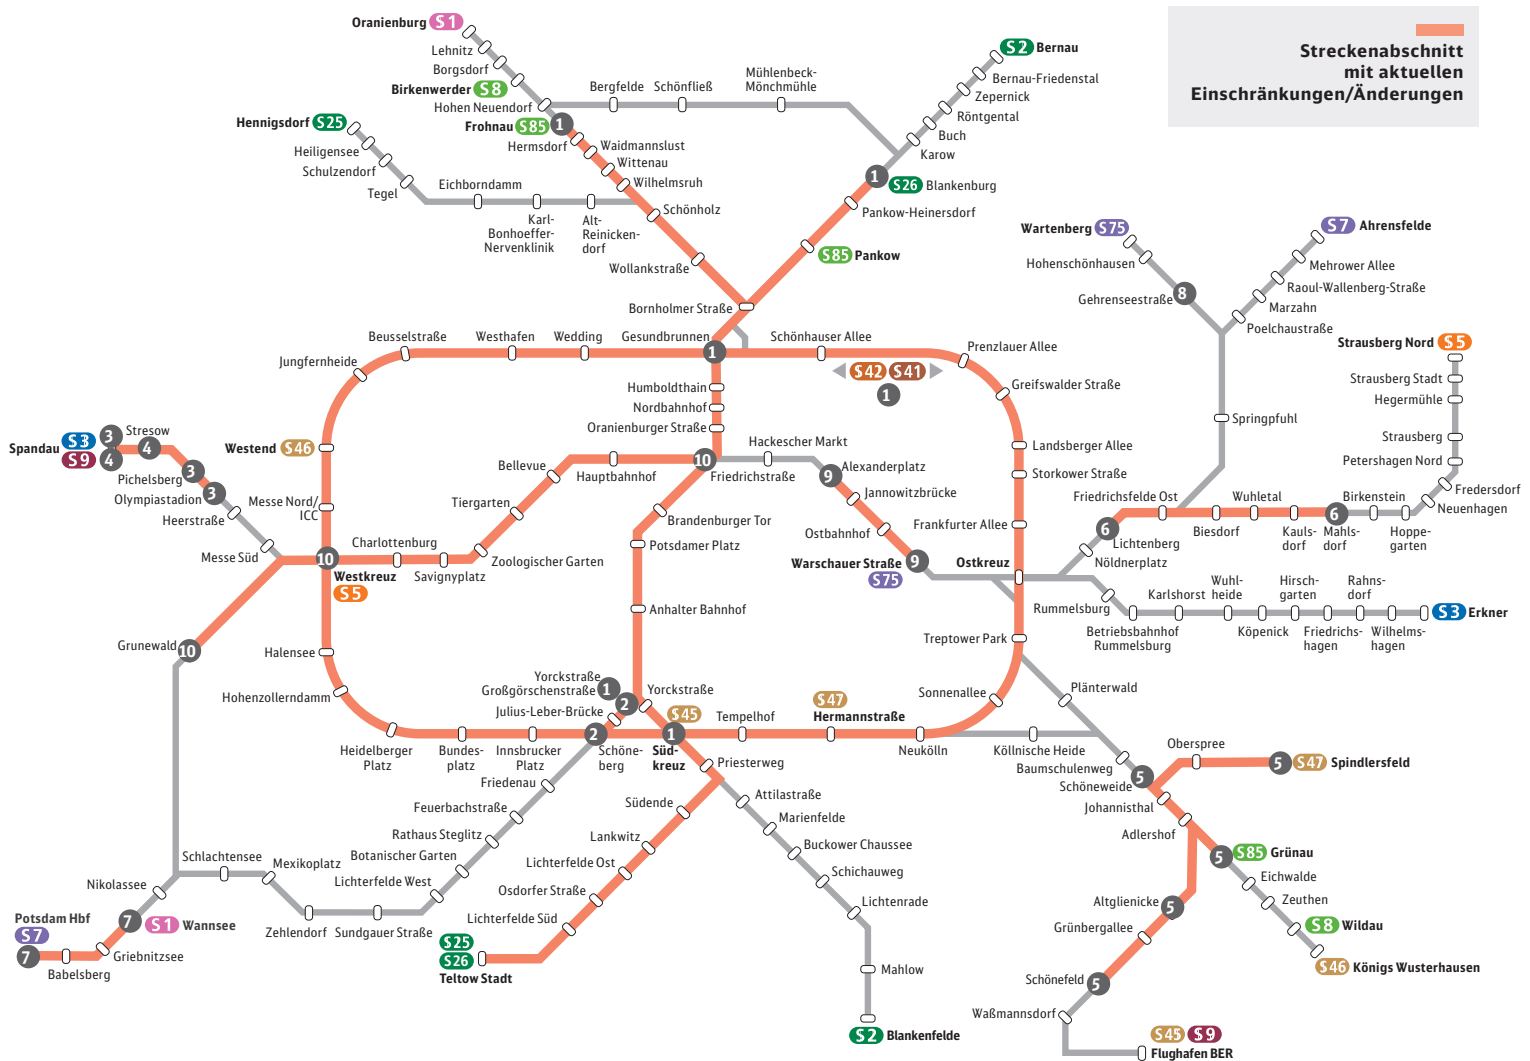 Oranienburg S1
Lehnitz
Borgsdorf
Birkenwerder S8
Hohen Neuendorf
Bergfelde
Schönfließ
Mühlenbeck-
Mönchmühle
S2 Bernau
Bernau-Friedenstal
Zepernick
Röntgental
Buch
Karow
Streckenabschnitt
mit aktuellen
Einschränkungen/Änderungen
Hennigsdorf S25
Heiligensee
Schulzendorf
Tegel
Eichborndamm
Karl-
Bonhoeffer-
Nervenklinik
Alt-
Reinicken-
dorf
Frohnau S85 1
Hermsdorf
Waidmannslust
Wittenau
Wilhelmsruh
Schönholz
Wollankstraße
Bornholmer Straße
1
S26 Blankenburg
Pankow-Heinersdorf
S85 Pankow
Wartenberg S75
Hohenschönhausen
Gehrenseestraße 8
S7 Ahrensfelde
Mehrower Allee
Raoul-Wallenberg-Straße
Marzahn
Poelchaustraße
Springpfuhl
Strausberg Nord S5
Strausberg Stadt
Hegermühle
Strausberg
Petershagen Nord
Fredersdorf
Neuenhagen
Hoppe-
garten
Birkenstein
6
Mahls-
dorf
Kauls-
dorf
Wuhletal
Biesdorf
Friedrichsfelde Ost
6
Lichtenberg
Nöldnerplatz
Jungfernheide
Beusselstraße
Westhafen
Wedding
Gesundbrunnen
1
Schönhauser Allee
S42 S41
1
Prenzlauer Allee
Greifswalder Straße
Landsberger Allee
Storkower Straße
Frankfurter Allee
Ostkreuz
Treptower Park
Sonnenallee
Neukölln
S47
Hermannstraße
Tempelhof
S45
1
Süd-
kreuz
2
Schöne-
berg
Innsbrucker
Platz
Bundes-
platz
Heidelberger
Platz
Hohenzollerndamm
Halensee
10
Westkreuz
S5
Messe Nord/
ICC
Westend S46
Humboldthain
Nordbahnhof
Oranienburger Straße
10
Friedrichstraße
Spandau S3 3
S9 4
Stresow
4
Pichelsberg 3
Olympiastadion 3
Heerstraße
Messe Süd
Charlottenburg
Savignyplatz
Zoologischer Garten
Tiergarten
Bellevue
Hauptbahnhof
Hackescher Markt
9
Alexanderplatz
Jannowitzbrücke
Ostbahnhof
Warschauer Straße 9
S75
Rummelsburg
Betriebsbahnhof
Rummelsburg
Karlshorst
Wuhl-
heide
Köpenick
Hirsch-
garten
Friedrichs-
hagen
Rahns-
dorf
Wilhelms-
hagen
S3 Erkner
Brandenburger Tor
Potsdamer Platz
Anhalter Bahnhof
Yorckstraße
Yorckstraße
Großgörschenstraße 1
2
Julius-Leber-Brücke
Grunewald 10
Nikolassee
7
S1 Wannsee
Griebnitzsee
Babelsberg
Potsdam Hbf
S7
7
Schlachtensee
Mexikoplatz
Zehlendorf
Sundgauer Straße
Lichterfelde West
Botanischer Garten
Rathaus Steglitz
Feuerbachstraße
Friedenau
Priesterweg
Südende
Lankwitz
Lichterfelde Ost
Osdorfer Straße
Lichterfelde Süd
S25
S26
Teltow Stadt
Attilastraße
Marienfelde
Buckower Chaussee
Schichauweg
Lichtenrade
Mahlow
S2 Blankenfelde
Plänterwald
Köllnische Heide
Baumschulenweg
5
Schöneweide
Oberspree
5 S47 Spindlersfeld
Johannisthal
Adlershof
5
S85 Grünau
Eichwalde
Zeuthen
S8 Wildau
S46 Königs Wusterhausen
Altglienicke 5
Grünbergallee
Schönefeld 5
Waßmannsdorf
S45 S9
Flughafen BER